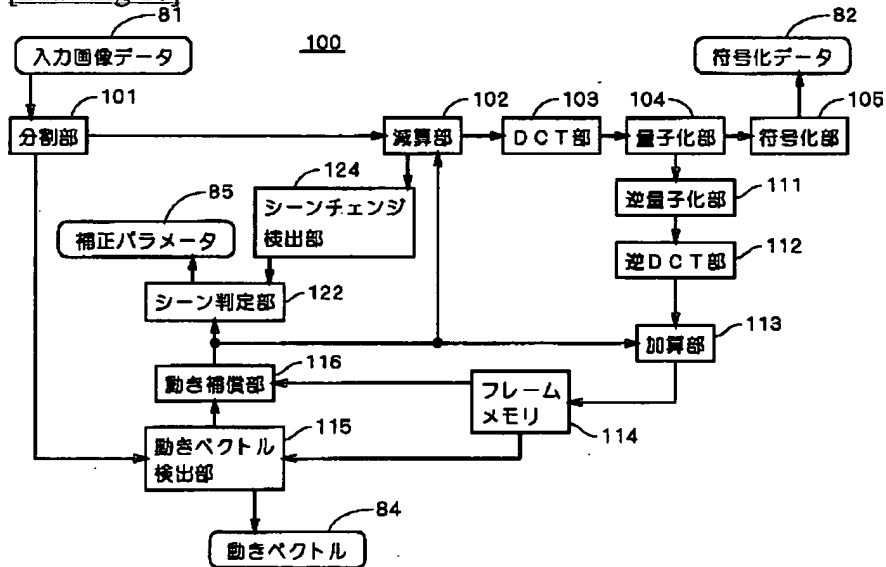 81
100
82
入力画像データ
符号化データ
101
102
103
104
105
分割部
減算部
DCT部
量子化部
符号化部
124
85
シーンチェンジ
検出部
111
逆量子化部
補正パラメータ
112
逆DCT部
シーン判定部
122
113
加算部
116
動き補償部
フレーム
メモリ
114
115
動きベクトル
検出部
84
動きベクトル